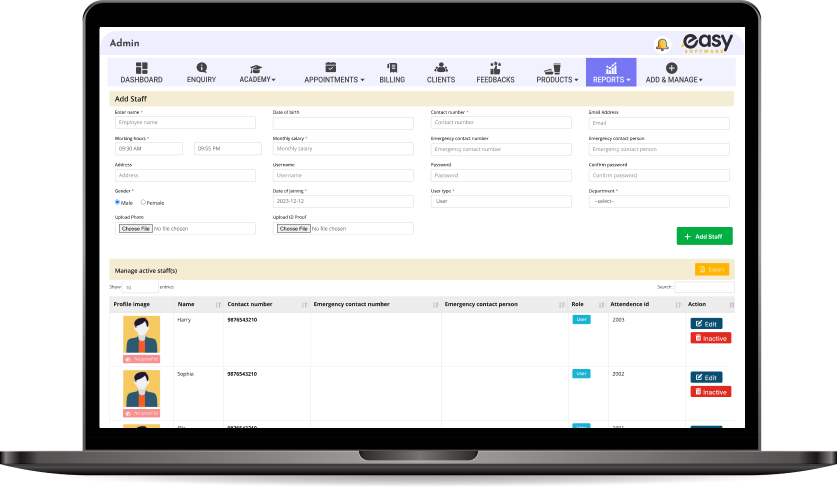 Admin
easy
SOFTWARE
DASHBOARD ENQUIRY ACADEMY APPOINTMENTS BILLING CLIENTS FEEDBACKS PRODUCTS REPORTS ADD & MANAGE
Add Staff
Enter name * Date of birth Contact number * Email Address
Employee name Contact number Email
Working hours * Monthly salary * Emergency contact number Emergency contact person
09:30 AM 09:55 PM Monthly salary Emergency contact number Emergency contact person
Address Username Password Confirm password
Address Username Password Confirm password
Gender * Date of joining * User type * Department *
Male Female 2023-12-12 User --select--
Upload Photo Upload ID Proof
Choose File No file chosen Choose File No file chosen
+ Add Staff
Manage active staff(s) Export
Show 10 entries Search:
Profile image Name Contact number Emergency contact number Emergency contact person Role Attendence id Action
Harry 9876543210 User 2003 Edit
Inactive
No proof id
Sophia 9876543210 User 2002 Edit
Inactive
No proof id
9876543210 User 2001 Edit